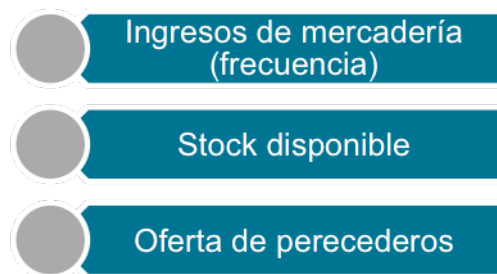 Ingresos de mercadería
(frecuencia)
Stock disponible
Oferta de perecederos